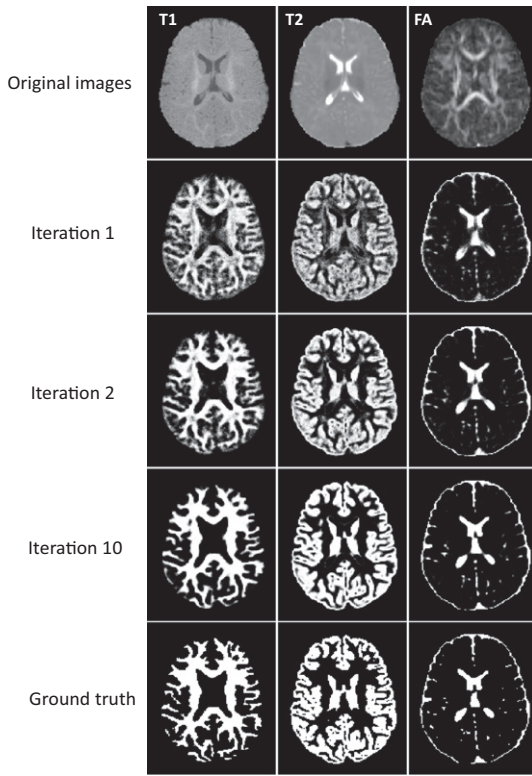 T1 T2 FA
Original images
Iteration 1
Iteration 2
Iteration 10
Ground truth